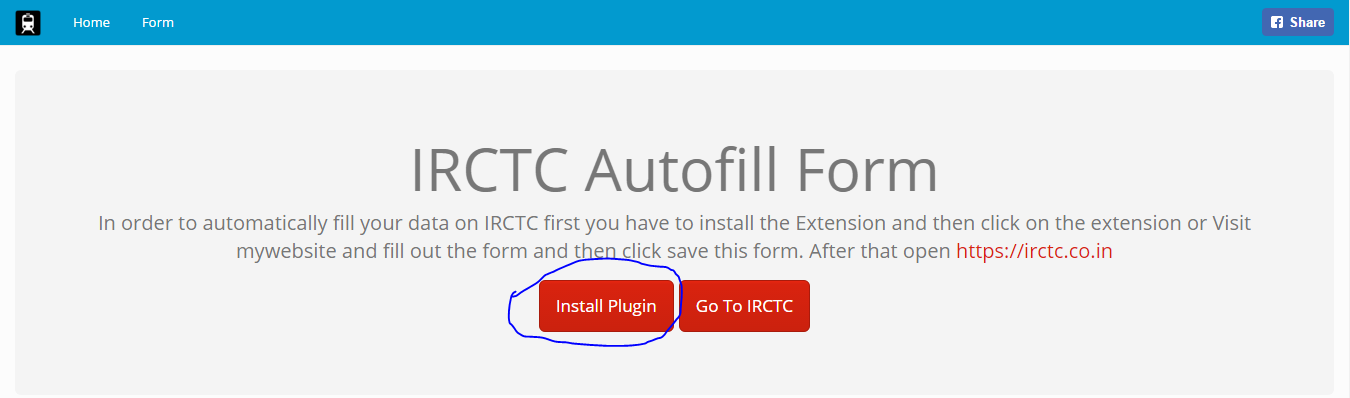 Home Form Share
IRCTC Autofill Form
In order to automatically fill your data on IRCTC first you have to install the Extension and then click on the extension or Visit
mywebsite and fill out the form and then click save this form. After that open https://irctc.co.in
Install Plugin Go To IRCTC